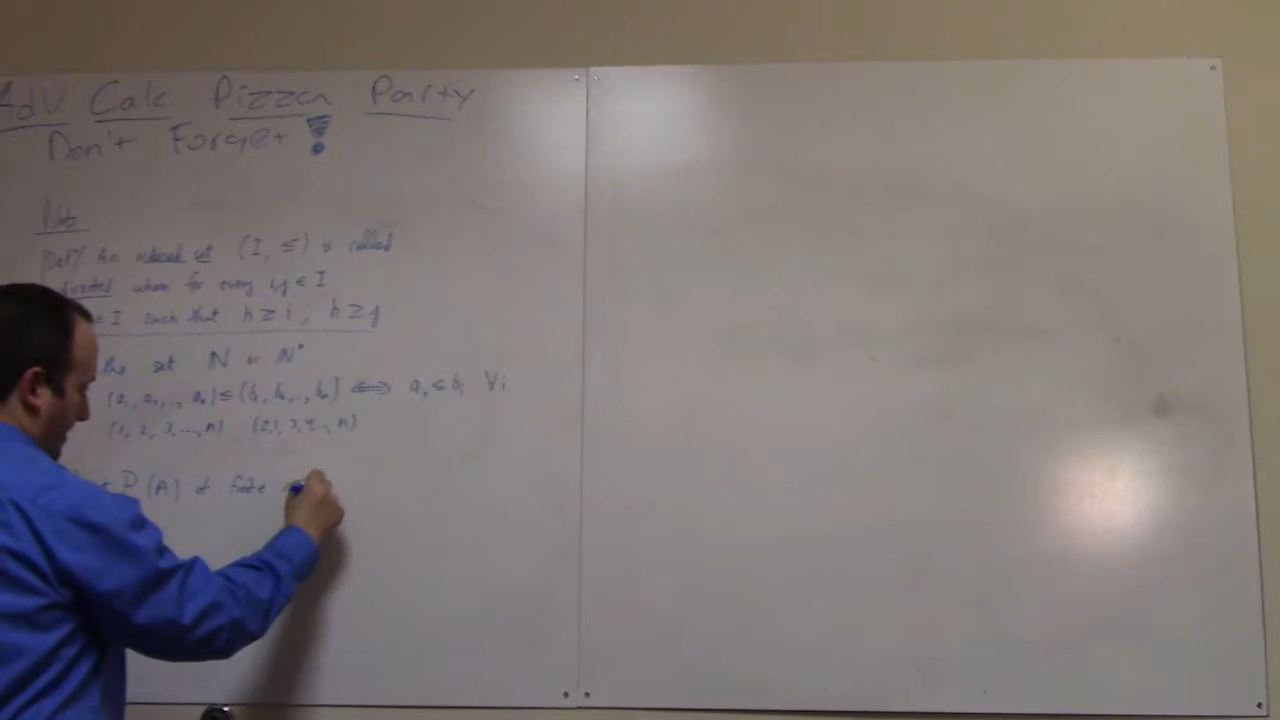 AdV Calc Pizza Party
Don't Forget!
Nets
Def/ An ordered set (I, ≤) is called
directed when for every i,j ∈ I
I such that k ≥ i, k ≥ j
the set ℕ or ℕⁿ
(a₁, a₂, ..., aₙ) ≤ (b₁, b₂, ..., bₙ) ⟺ aᵢ ≤ bᵢ ∀i
(1, 2, 3, ..., n) (2,1, 3,4, .., n)
P(A) of finite